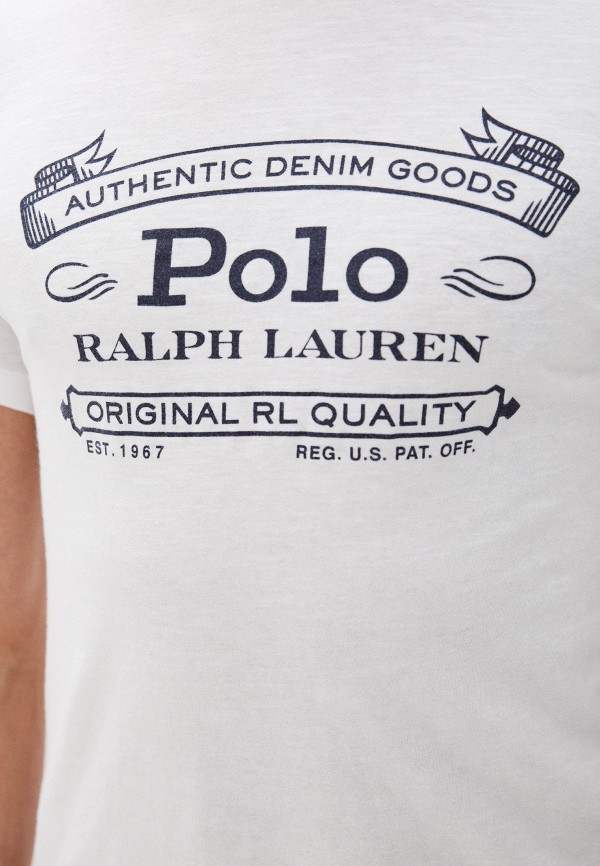 AUTHENTIC DENIM GOODS
Polo
RALPH LAUREN
ORIGINAL RL QUALITY
EST. 1967 REG. U.S. PAT. OFF.